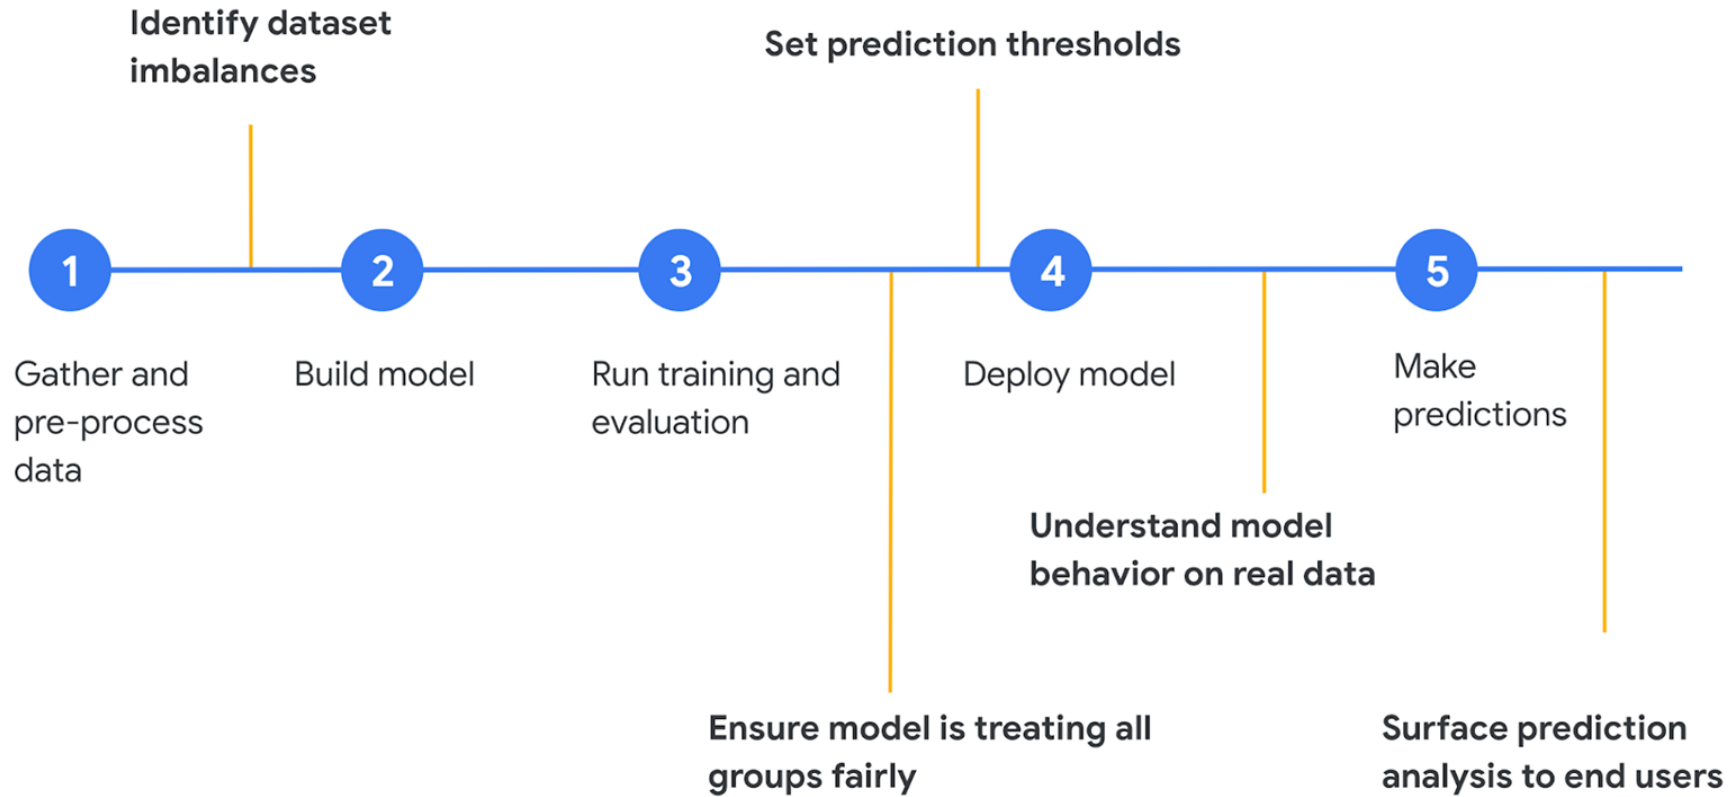 Identify dataset
imbalances
Set prediction thresholds
1
2
3
4
5
Gather and
pre-process
data
Build model
Run training and
evaluation
Deploy model
Make
predictions
Understand model
behavior on real data
Ensure model is treating all
groups fairly
Surface prediction
analysis to end users